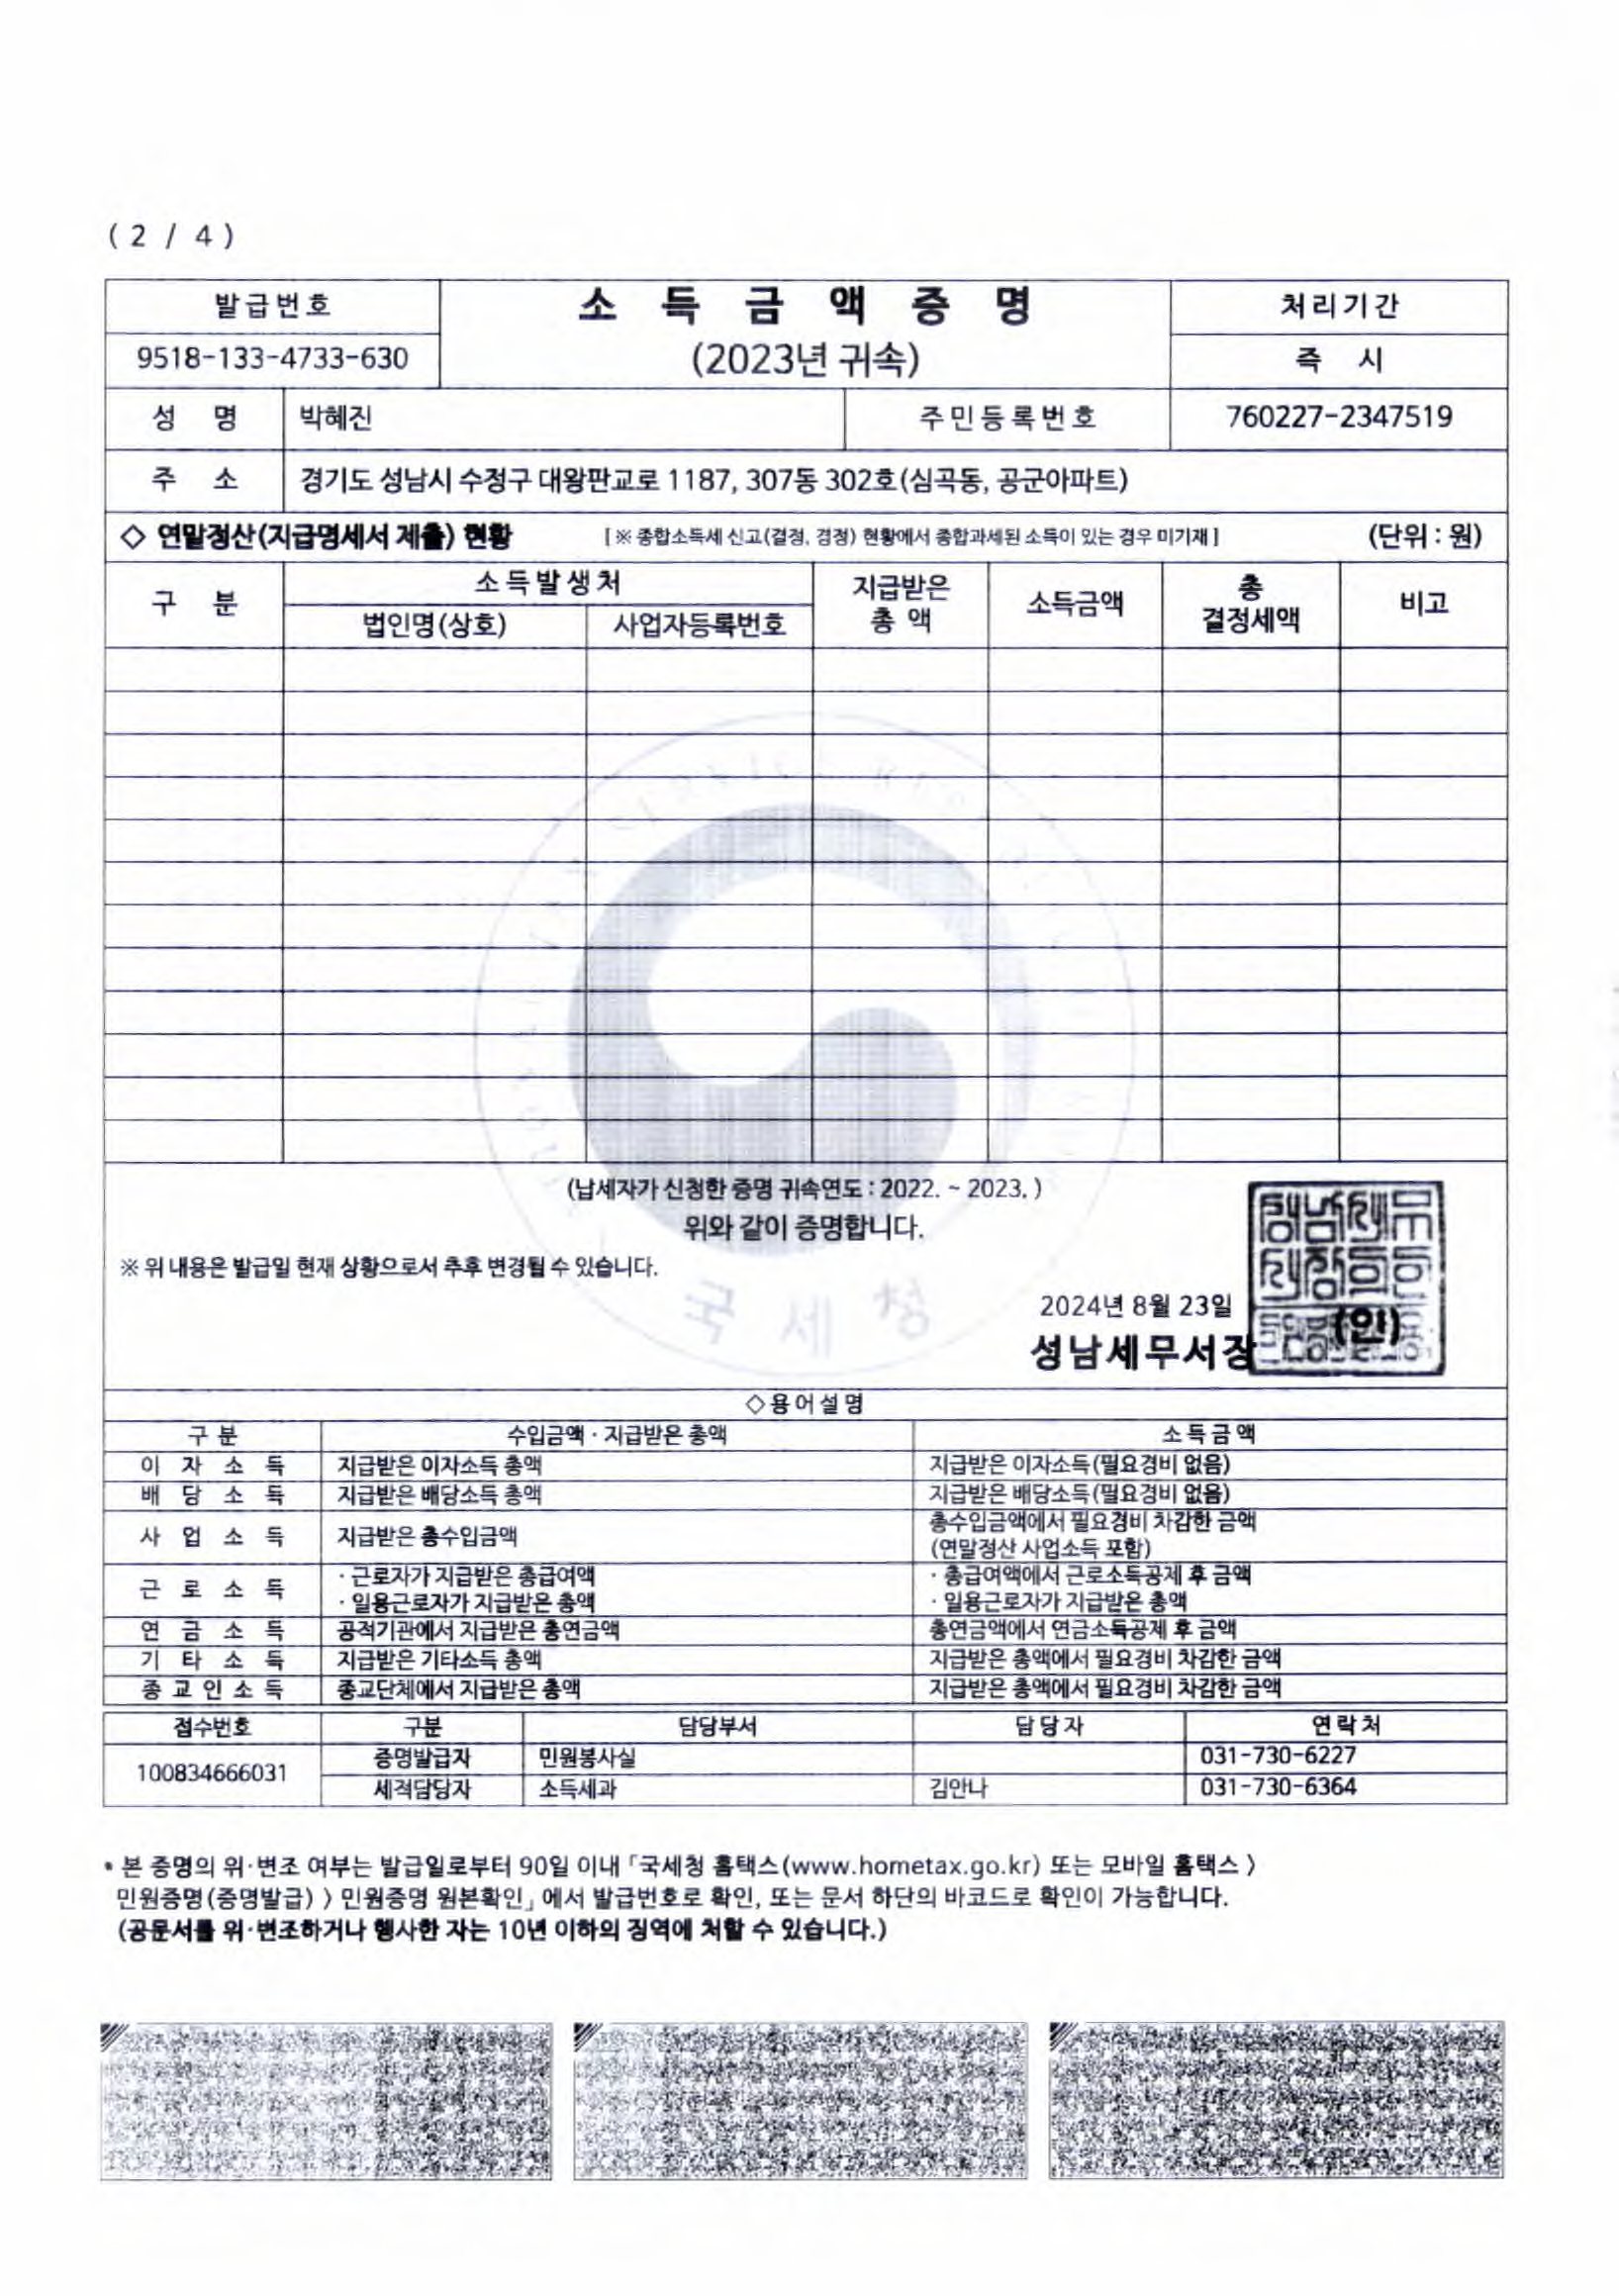 ( 2 / 4 )
발급번호
소 득 금 액 증 명
처리기간
9518-133-4733-630
(2023년 귀속)
즉 시
성 명 박혜진 주민등록번호 760227-2347519
주 소 경기도 성남시 수정구 대왕판교로 1187, 307동 302호(심곡동, 공군아파트)
◇ 연말정산(지급명세서 제출) 현황 [ ※ 종합소득세 신고(결정, 경정) 현황에서 종합과세된 소득이 있는 경우 미기재 ] (단위 : 원)
구 분 소득발생처 지급받은 총 액 소득금액 총 결정세액 비고
법인명(상호) 사업자등록번호
(납세자가 신청한 증명 귀속연도 : 2022. ~ 2023. )
위와 같이 증명합니다.
※ 위 내용은 발급일 현재 상황으로서 추후 변경될 수 있습니다.
국 세 청
2024년 8월 23일
성남세무서장 (인)
◇용어설명
구분 수입금액 · 지급받은 총액 소득금액
이 자 소 득 지급받은 이자소득 총액 지급받은 이자소득(필요경비 없음)
배 당 소 득 지급받은 배당소득 총액 지급받은 배당소득(필요경비 없음)
사 업 소 득 지급받은 총수입금액 총수입금액에서 필요경비 차감한 금액
(연말정산 사업소득 포함)
근 로 소 득 · 근로자가 지급받은 총급여액 · 총급여액에서 근로소득공제 후 금액
· 일용근로자가 지급받은 총액 · 일용근로자가 지급받은 총액
연 금 소 득 공적기관에서 지급받은 총연금액 총연금액에서 연금소득공제 후 금액
기 타 소 득 지급받은 기타소득 총액 지급받은 총액에서 필요경비 차감한 금액
종 교 인 소 득 종교단체에서 지급받은 총액 지급받은 총액에서 필요경비 차감한 금액
접수번호 구분 담당부서 담당자 연락처
100834666031 증명발급자 민원봉사실 031-730-6227
세적담당자 소득세과 김안나 031-730-6364
* 본 증명의 위·변조 여부는 발급일로부터 90일 이내 「국세청 홈택스(www.hometax.go.kr) 또는 모바일 홈택스 〉
민원증명(증명발급) 〉 민원증명 원본확인」에서 발급번호로 확인, 또는 문서 하단의 바코드로 확인이 가능합니다.
(공문서를 위·변조하거나 행사한 자는 10년 이하의 징역에 처할 수 있습니다.)